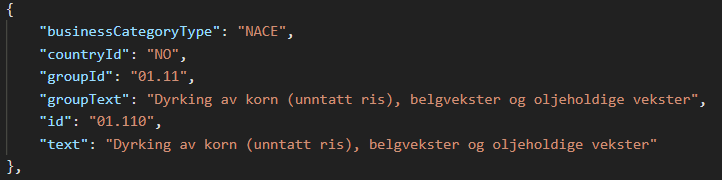 {
"businessCategoryType": "NACE",
"countryId": "NO",
"groupId": "01.11",
"groupText": "Dyrking av korn (unntatt ris), belgvekster og oljeholdige vekster",
"id": "01.110",
"text": "Dyrking av korn (unntatt ris), belgvekster og oljeholdige vekster"
},